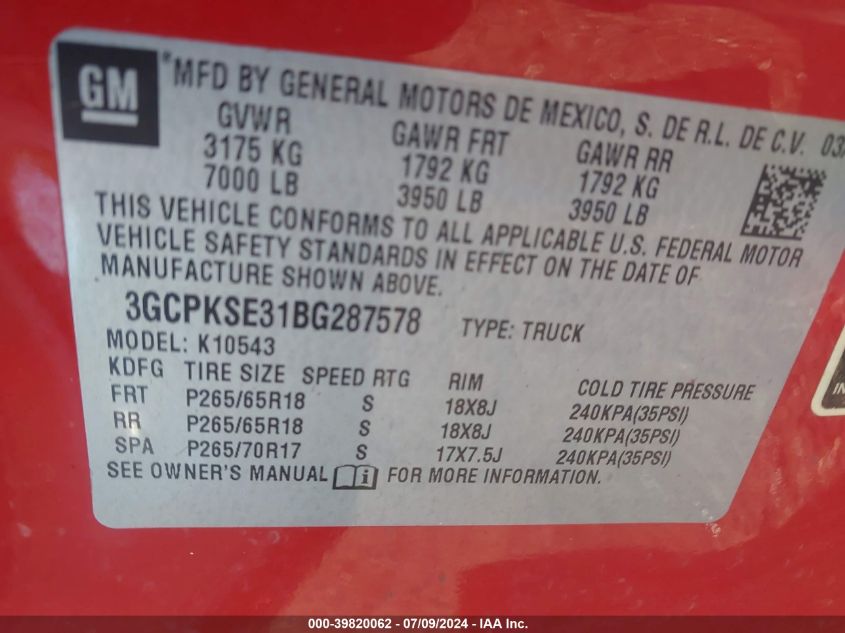 GM
*MFD BY GENERAL MOTORS DE MEXICO, S. DE R.L. DE C.V. 03
GVWR GAWR FRT GAWR RR
3175 KG 1792 KG 1792 KG
7000 LB 3950 LB 3950 LB
THIS VEHICLE CONFORMS TO ALL APPLICABLE U.S. FEDERAL MOTOR
VEHICLE SAFETY STANDARDS IN EFFECT ON THE DATE OF
MANUFACTURE SHOWN ABOVE.
3GCPKSE31BG287578 TYPE: TRUCK
MODEL: K10543
KDFG TIRE SIZE SPEED RTG RIM COLD TIRE PRESSURE
FRT P265/65R18 S 18X8J 240KPA(35PSI)
RR P265/65R18 S 18X8J 240KPA(35PSI)
SPA P265/70R17 S 17X7.5J 240KPA(35PSI)
SEE OWNER'S MANUAL i FOR MORE INFORMATION.
000-39820062 - 07/09/2024 - IAA Inc.